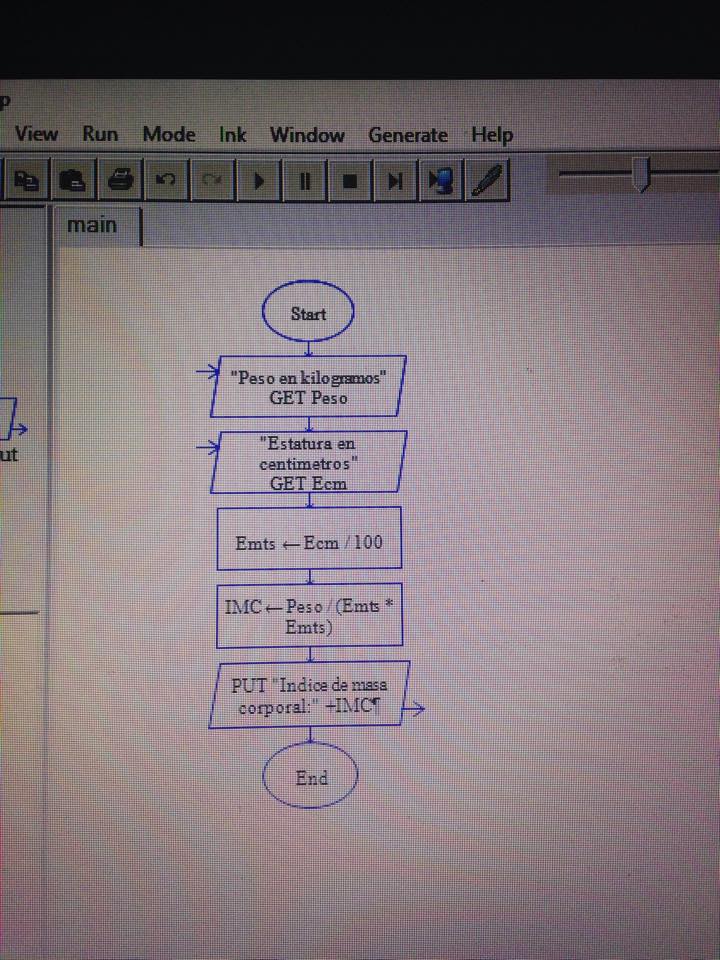 p
View Run Mode Ink Window Generate Help
main
Start
"Peso en kilogramos"
GET Peso
"Estatura en
centimetros"
GET Ecm
ut
Emts ← Ecm / 100
IMC ← Peso / (Emts *
Emts)
PUT "Indice de masa
corporal:" +IMC¶
End